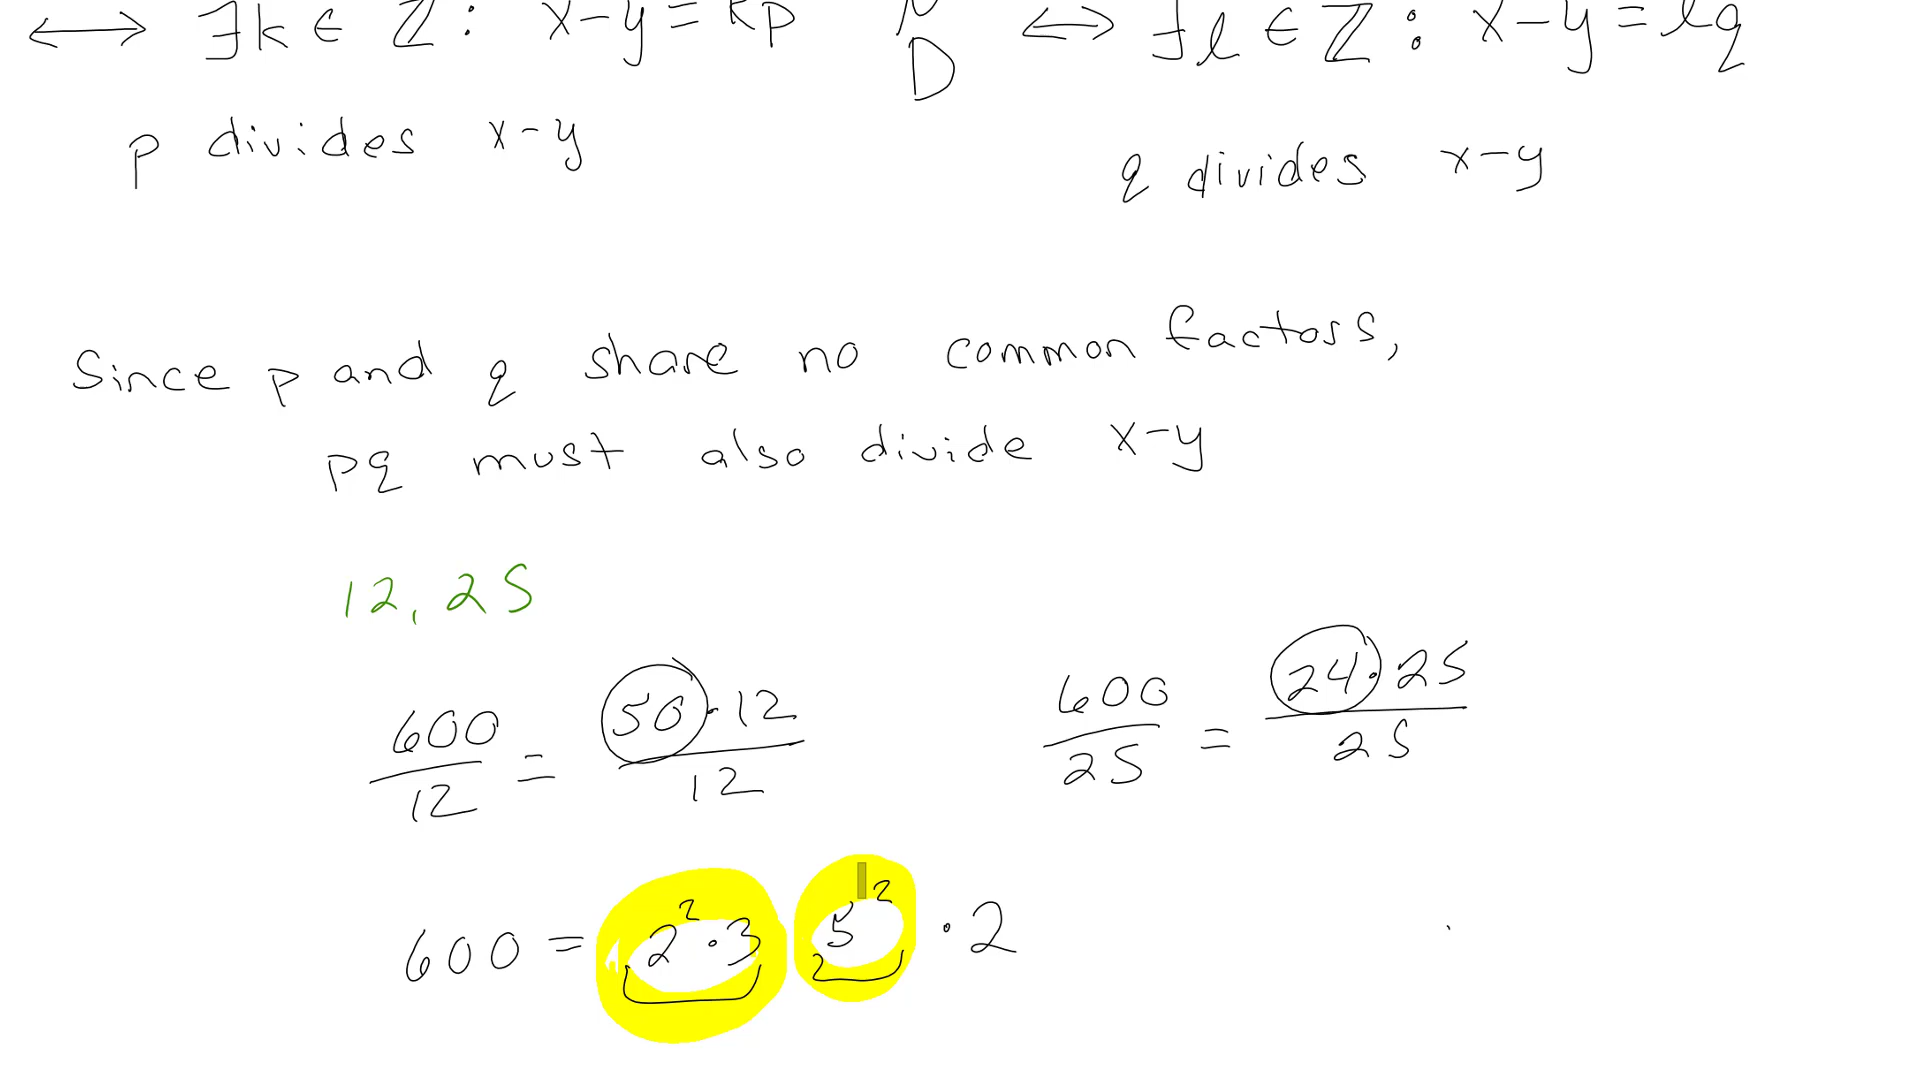 ⟷ ∃k ∈ ℤ: x-y = kp N ⟷ ∃l ∈ ℤ: x-y = lq
D
p divides x-y
q divides x-y
Since p and q share no common factors,
pq must also divide x-y
12, 25
600/12 = 50·12/12
600/25 = 24·25/25
600 = 2²·3 5² · 2